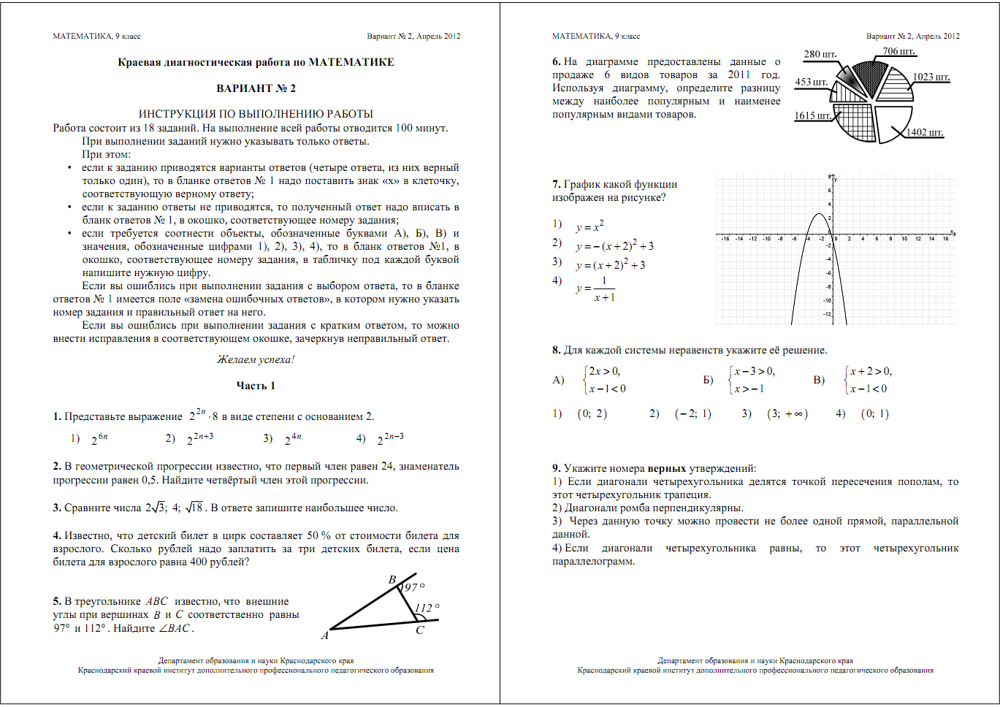 МАТЕМАТИКА, 9 класс Вариант № 2, Апрель 2012
Краевая диагностическая работа по МАТЕМАТИКЕ
ВАРИАНТ № 2
ИНСТРУКЦИЯ ПО ВЫПОЛНЕНИЮ РАБОТЫ
Работа состоит из 18 заданий. На выполнение всей работы отводится 100 минут.
При выполнении заданий нужно указывать только ответы.
При этом:
• если к заданию приводятся варианты ответов (четыре ответа, из них верный
только один), то в бланке ответов № 1 надо поставить знак «х» в клеточку,
соответствующую верному ответу;
• если к заданию ответы не приводятся, то полученный ответ надо вписать в
бланк ответов № 1, в окошко, соответствующее номеру задания;
• если требуется соотнести объекты, обозначенные буквами А), Б), В) и
значения, обозначенные цифрами 1), 2), 3), 4), то в бланк ответов №1, в
окошко, соответствующее номеру задания, в табличку под каждой буквой
напишите нужную цифру.
Если вы ошиблись при выполнении задания с выбором ответа, то в бланке
ответов № 1 имеется поле «замена ошибочных ответов», в котором нужно указать
номер задания и правильный ответ на него.
Если вы ошиблись при выполнении задания с кратким ответом, то можно
внести исправления в соответствующем окошке, зачеркнув неправильный ответ.
Желаем успеха!
Часть 1
1. Представьте выражение 2^{2n} · 8 в виде степени с основанием 2.
1) 2^{6n} 2) 2^{2n+3} 3) 2^{4n} 4) 2^{2n−3}
2. В геометрической прогрессии известно, что первый член равен 24, знаменатель
прогрессии равен 0,5. Найдите четвёртый член этой прогрессии.
3. Сравните числа 2√3; 4; √18. В ответе запишите наибольшее число.
4. Известно, что детский билет в цирк составляет 50 % от стоимости билета для
взрослого. Сколько рублей надо заплатить за три детских билета, если цена
билета для взрослого равна 400 рублей?
5. В треугольнике ABC известно, что внешние
углы при вершинах B и C соответственно равны
97° и 112°. Найдите ∠BAC.
B
97°
112°
A
C
Департамент образования и науки Краснодарского края
Краснодарский краевой институт дополнительного профессионального педагогического образования
МАТЕМАТИКА, 9 класс Вариант № 2, Апрель 2012
6. На диаграмме предоставлены данные о
продаже 6 видов товаров за 2011 год.
Используя диаграмму, определите разницу
между наиболее популярным и наименее
популярным видами товаров.
280 шт.
706 шт.
1023 шт.
453 шт.
1615 шт.
1402 шт.
7. График какой функции
изображен на рисунке?
1) y = x²
2) y = −(x+2)² + 3
3) y = (x+2)² + 3
4) y = 1/(x+1)
8 y
6
4
2
x
-16 -14 -12 -10 -8 -6 -4 -2 0 2 4 6 8 10 12 14 16
-2
-4
-6
-8
-10
-12
8. Для каждой системы неравенств укажите её решение.
А) {2x > 0, x − 1 < 0 Б) {x − 3 > 0, x > −1 В) {x + 2 > 0, x − 1 < 0
1) (0; 2) 2) (−2; 1) 3) (3; +∞) 4) (0; 1)
9. Укажите номера верных утверждений:
1) Если диагонали четырехугольника делятся точкой пересечения пополам, то
этот четырехугольник трапеция.
2) Диагонали ромба перпендикулярны.
3) Через данную точку можно провести не более одной прямой, параллельной
данной.
4) Если диагонали четырехугольника равны, то этот четырехугольник
параллелограмм.
Департамент образования и науки Краснодарского края
Краснодарский краевой институт дополнительного профессионального педагогического образования